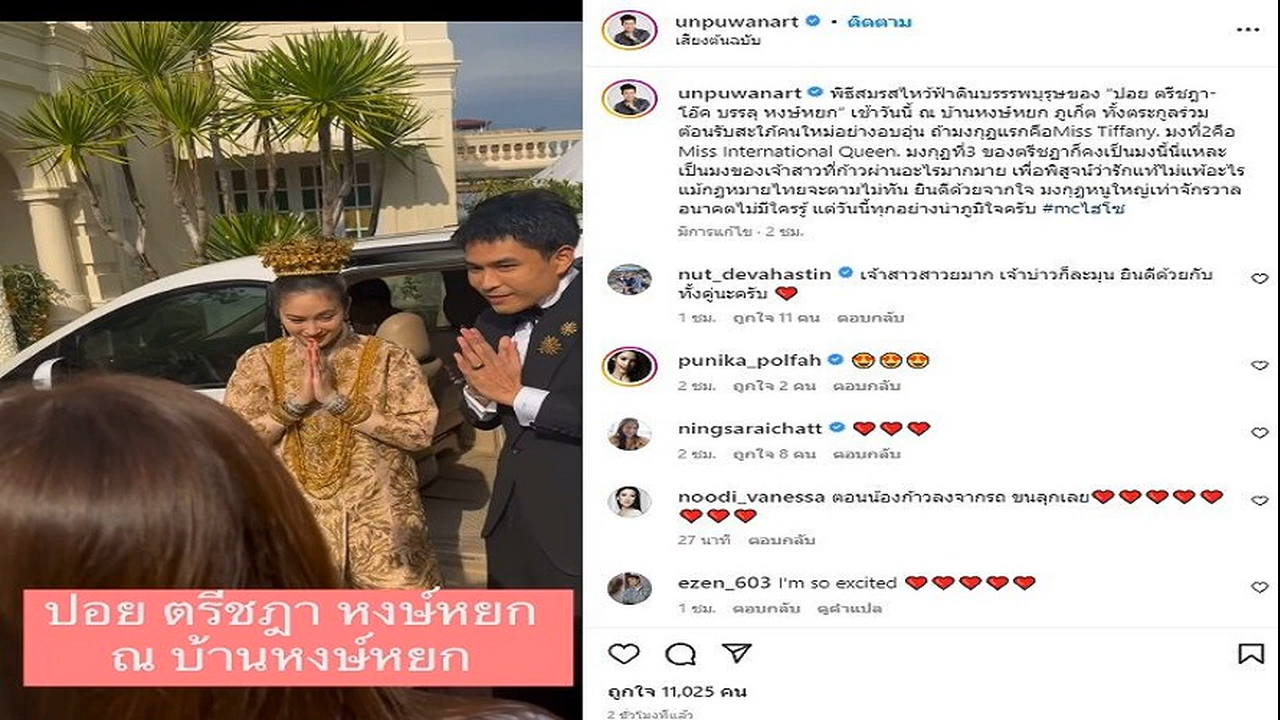 unpuwanart • ติดตาม
เสียงต้นฉบับ
unpuwanart พิธีสมรสไหว้ฟ้าดินบรรรพบุรุษของ “ปอย ตรีชฎา-
โอ๊ค บรรลุ หงษ์หยก” เช้าวันนี้ ณ บ้านหงษ์หยก ภูเก็ต ทั้งตระกูลร่วม
ต้อนรับสะใภ้คนใหม่อย่างอบอุ่น ถ้ามงกุฏแรกคือMiss Tiffany. มงที่2คือ
Miss International Queen. มงกุฏที่3 ของตรีชฎาก็คงเป็นมงนี้นี่แหละ
เป็นมงของเจ้าสาวที่ก้าวผ่านอะไรมากมาย เพื่อพิสูจน์ว่ารักแท้ไม่แพ้อะไร
แม้กฎหมายไทยจะตามไม่ทัน ยินดีด้วยจากใจ มงกุฏหนูใหญ่เท่าจักรวาล
อนาคตไม่มีใครรู้ แต่วันนี้ทุกอย่างน่าภูมิใจครับ #mcไฮโซ
มีการแก้ไข · 2 ชม.
nut_devahastin เจ้าสาวสาวยมาก เจ้าบ่าวก็ละมุน ยินดีด้วยกับ
ทั้งคู่นะครับ ❤️
1 ชม. ถูกใจ 11 คน ตอบกลับ
punika_polfah 🤩🤩🤩
2 ชม. ถูกใจ 2 คน ตอบกลับ
ningsaraichatt ❤️❤️❤️
2 ชม. ถูกใจ 8 คน ตอบกลับ
noodi_vanessa ตอนน้องก้าวลงจากรถ ขนลุกเลย❤️❤️❤️❤️❤️
❤️❤️❤️
27 นาที ตอบกลับ
ezen_603 I'm so excited ❤️❤️❤️❤️❤️
1 ชม. ตอบกลับ ดูคำแปล
ถูกใจ 11,025 คน
2 ชั่วโมงที่แล้ว
ปอย ตรีชฎา หงษ์หยก
ณ บ้านหงษ์หยก